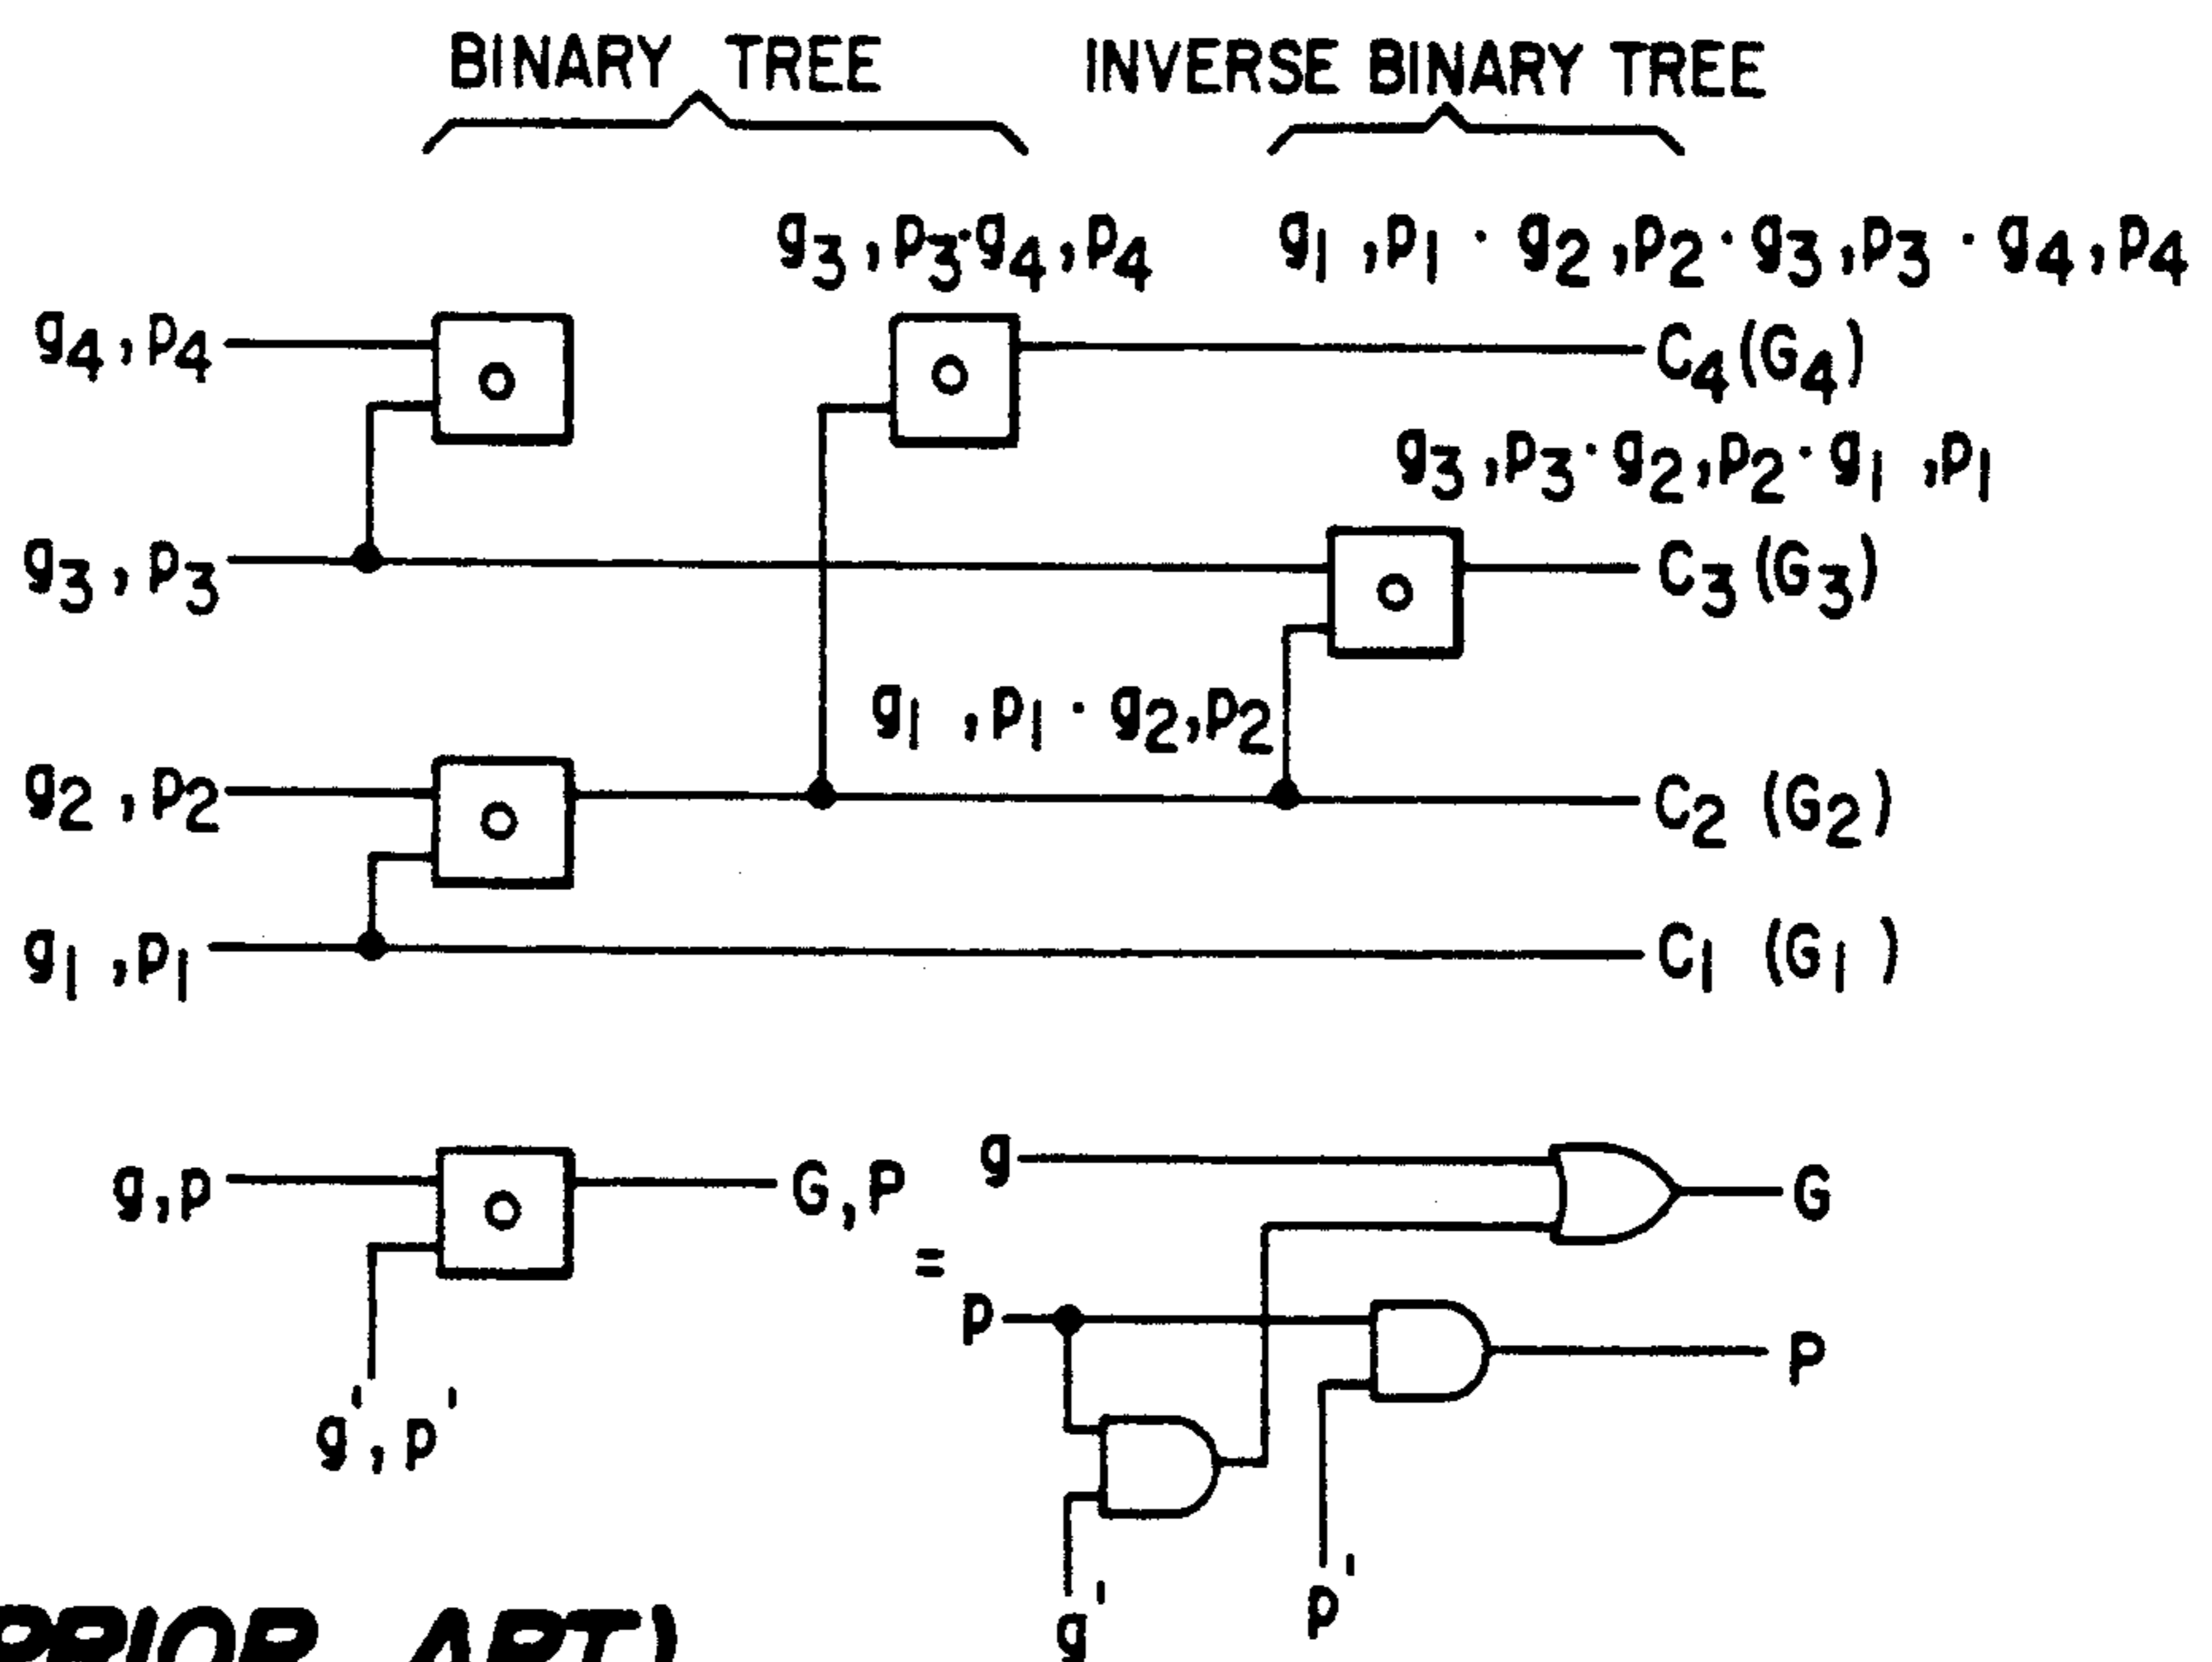 BINARY TREE INVERSE BINARY TREE
g3,p3·g4,p4 g1,p1·g2,p2·g3,p3·g4,p4
g4,p4 C4(G4)
g3,p3·g2,p2·g1,p1
g3,p3 C3(G3)
g1,p1·g2,p2
g2,p2 C2(G2)
g1,p1 C1(G1)
g,p G,P = g G
p P
g',p'
g' p'
PRIOR ART)